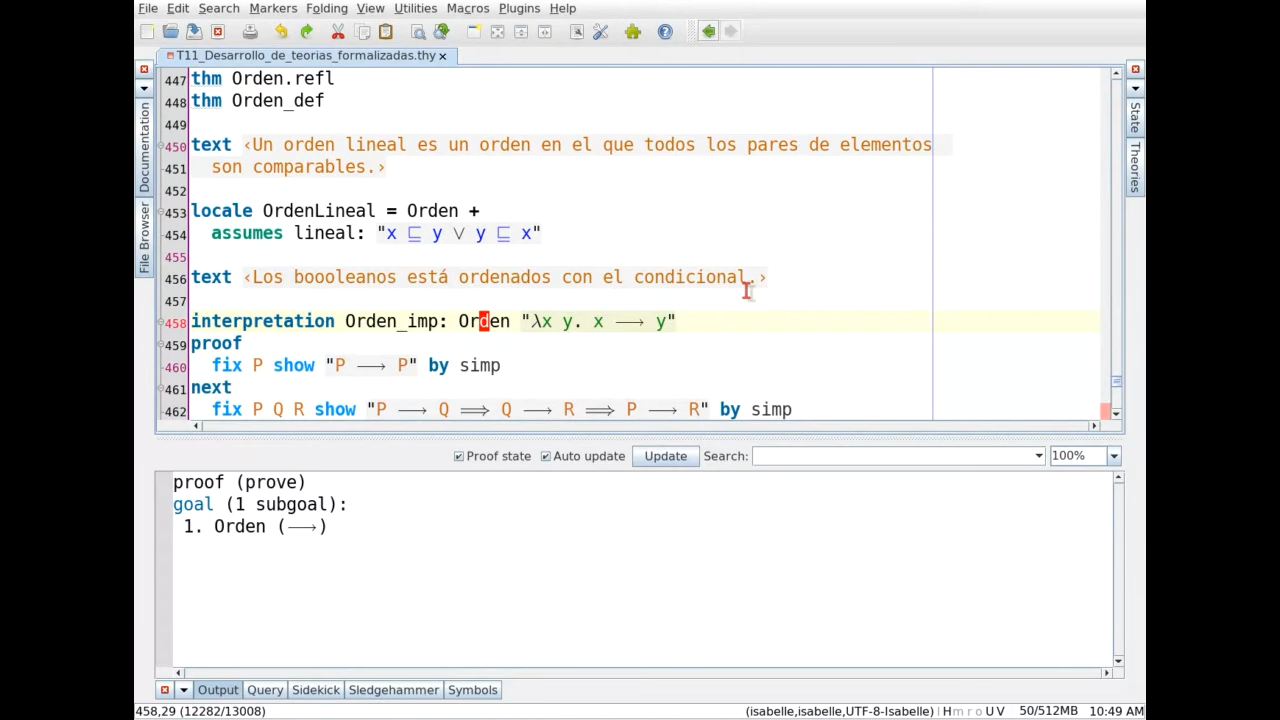 File Edit Search Markers Folding View Utilities Macros Plugins Help
T11_Desarrollo_de_teorias_formalizadas.thy
447 thm Orden.refl
448 thm Orden_def
449
450 text ‹Un orden lineal es un orden en el que todos los pares de elementos
451 son comparables.›
452
453 locale OrdenLineal = Orden +
454 assumes lineal: "x ⊑ y ∨ y ⊑ x"
455
456 text ‹Los boooleanos está ordenados con el condicional.›
457
458 interpretation Orden_imp: Orden "λx y. x ⟶ y"
459 proof
460 fix P show "P ⟶ P" by simp
461 next
462 fix P Q R show "P ⟶ Q ⟹ Q ⟶ R ⟹ P ⟶ R" by simp
Documentation
File Browser
State
Theories
Proof state Auto update Update Search: 100%
proof (prove)
goal (1 subgoal):
1. Orden (⟶)
Output Query Sidekick Sledgehammer Symbols
458,29 (12282/13008) (isabelle,isabelle,UTF-8-Isabelle) | H m r o U V 50/512MB 10:49 AM